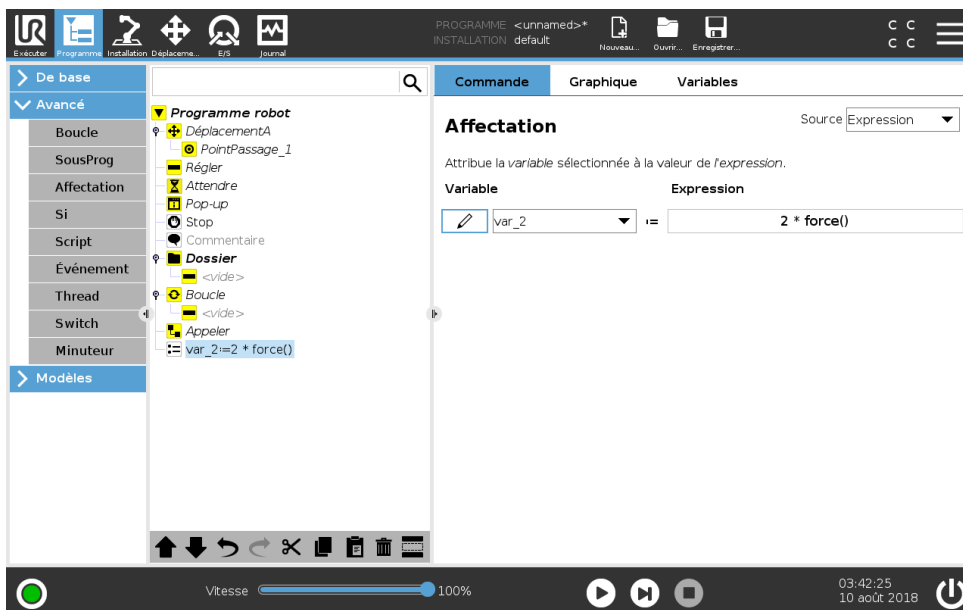 UR
Exécuter
Programme
Installation
Déplaceme...
E/S
Journal
PROGRAMME <unnamed>*
INSTALLATION default
Nouveau...
Ouvrir...
Enregistrer...
C C
C C
De base
Avancé
Boucle
SousProg
Affectation
Si
Script
Événement
Thread
Switch
Minuteur
Modèles
Programme robot
DéplacementA
PointPassage_1
Régler
Attendre
Pop-up
Stop
Commentaire
Dossier
<vide>
Boucle
<vide>
Appeler
var_2:=2 * force()
Commande Graphique Variables
Affectation
Source Expression
Attribue la variable sélectionnée à la valeur de l'expression.
Variable Expression
var_2 := 2 * force()
Vitesse 100%
03:42:25
10 août 2018